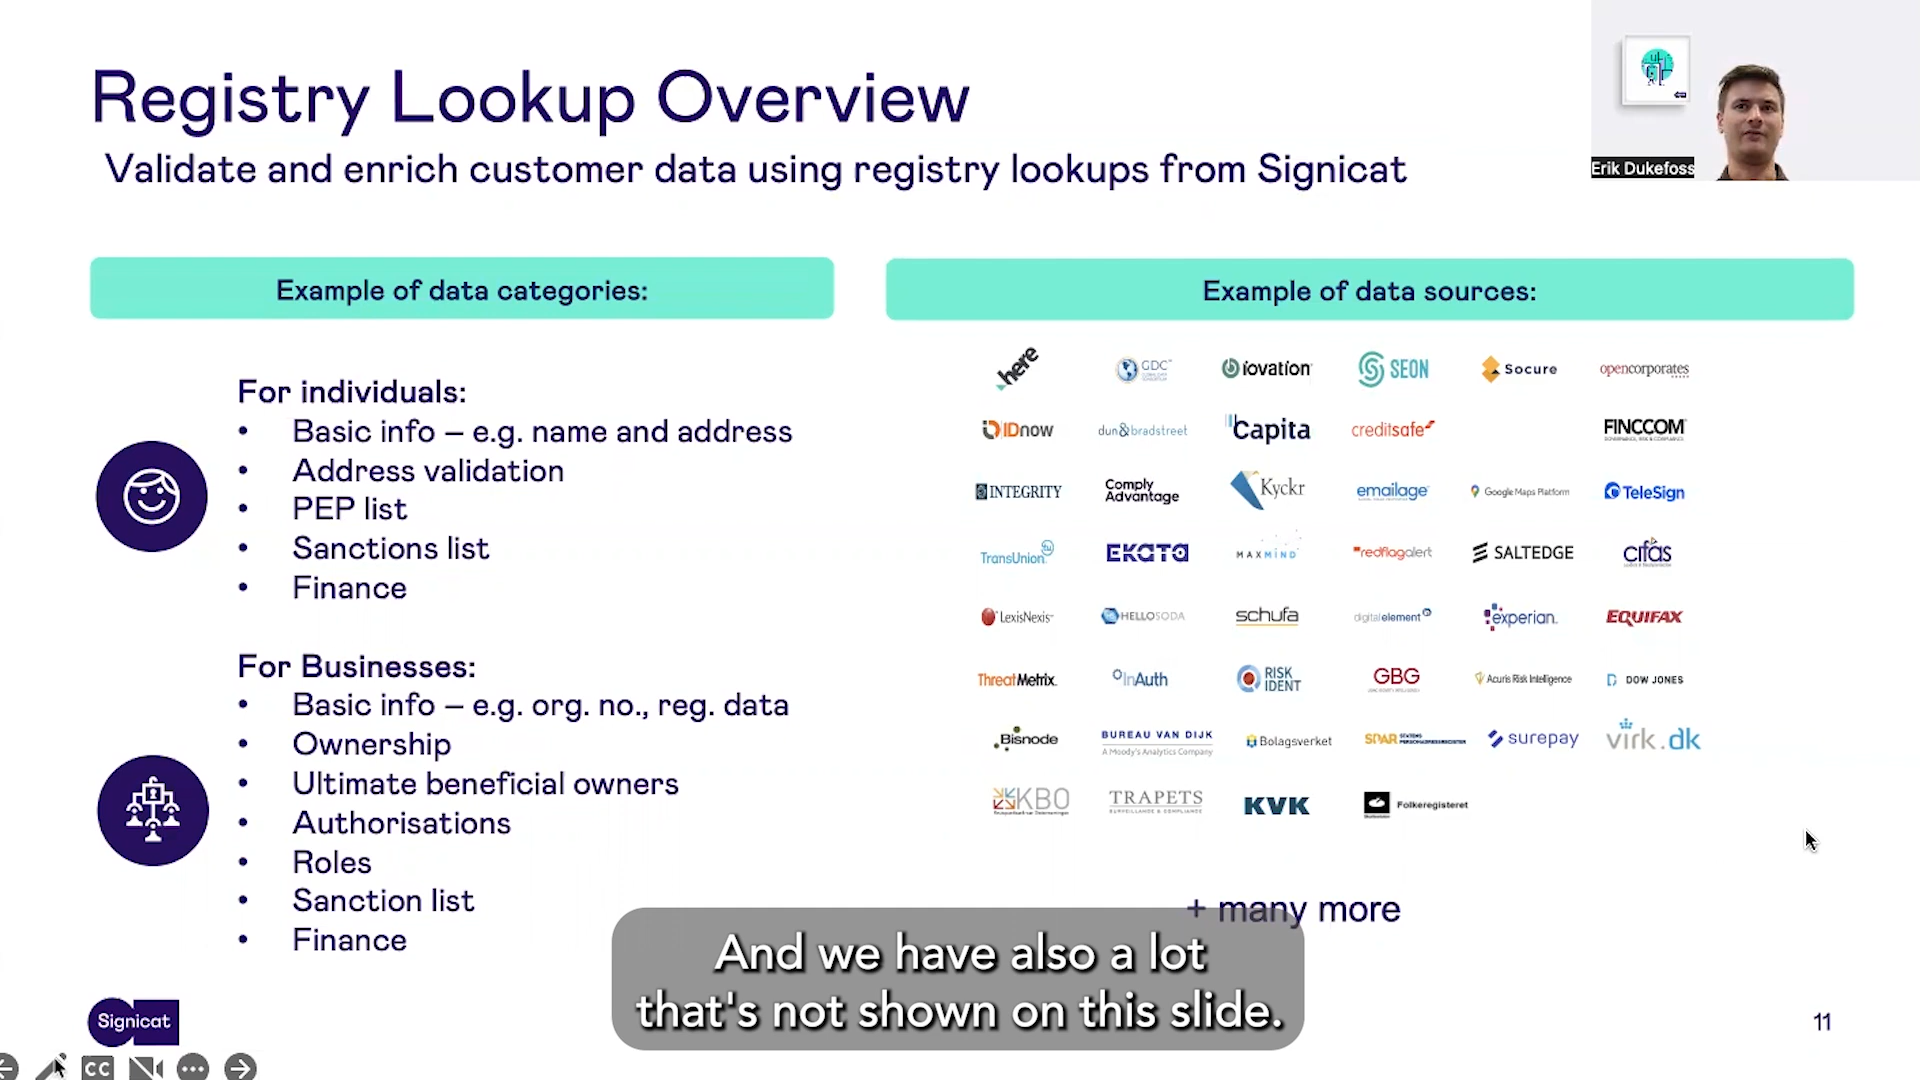 Registry Lookup Overview
Validate and enrich customer data using registry lookups from Signicat
Erik Dukefoss
Example of data categories:
For individuals:
• Basic info – e.g. name and address
• Address validation
• PEP list
• Sanctions list
• Finance
For Businesses:
• Basic info – e.g. org. no., reg. data
• Ownership
• Ultimate beneficial owners
• Authorisations
• Roles
• Sanction list
• Finance
Example of data sources:
here GDC iovation SEON Socure opencorporates
IDnow dun&bradstreet Capita creditsafe FINCCOM
INTEGRITY Comply Advantage Kyckr emailage Google Maps Platform TeleSign
TransUnion EKATA MAXMIND redflagalert SALTEDGE cifas
LexisNexis HELLOSODA schufa digitalelement experian. EQUIFAX
ThreatMetrix InAuth RISK IDENT GBG Acuris Risk Intelligence DOW JONES
Bisnode BUREAU VAN DIJK A Moody's Analytics Company Bolagsverket SPAR STATENS PERSONADRESSREGISTER surepay virk.dk
KBO TRAPETS SURVEILLANCE & COMPLIANCE KVK Folkeregisteret
+ many more
And we have also a lot
that's not shown on this slide.
Signicat
11
CC